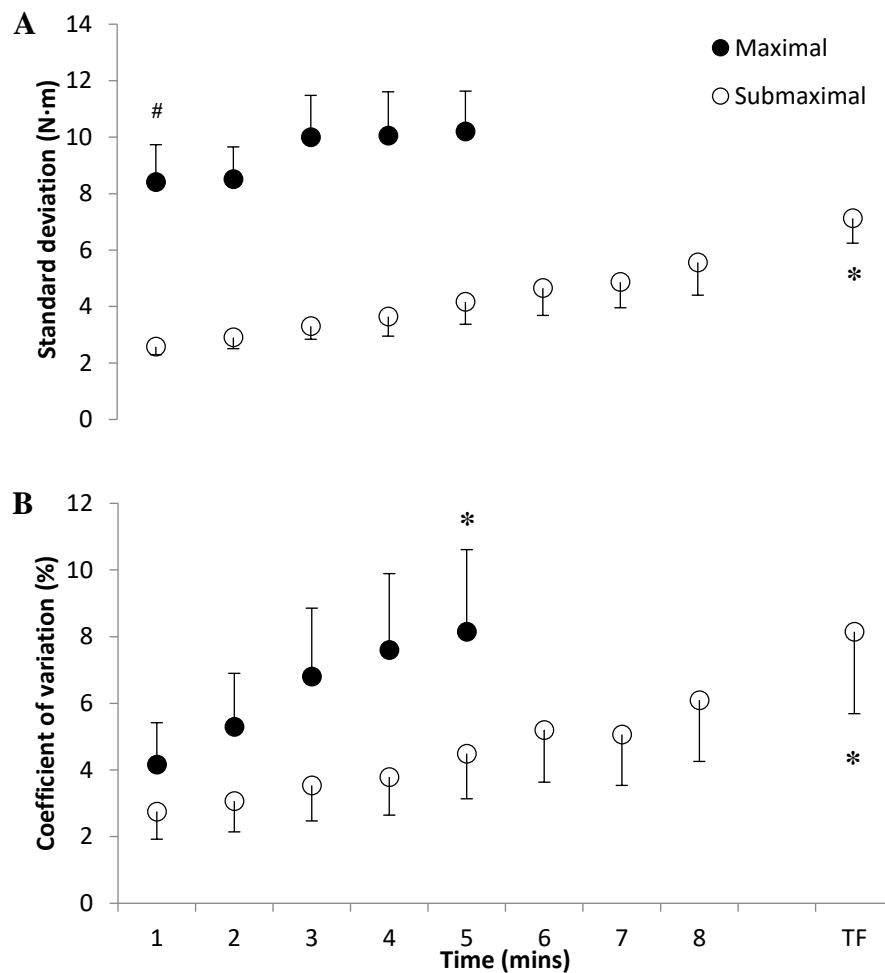 A
14
12
10
8
6
4
2
0
Standard deviation (N·m)
#
*
Maximal
Submaximal
B
12
10
8
6
4
2
0
Coefficient of variation (%)
*
*
1 2 3 4 5 6 7 8 TF
Time (mins)